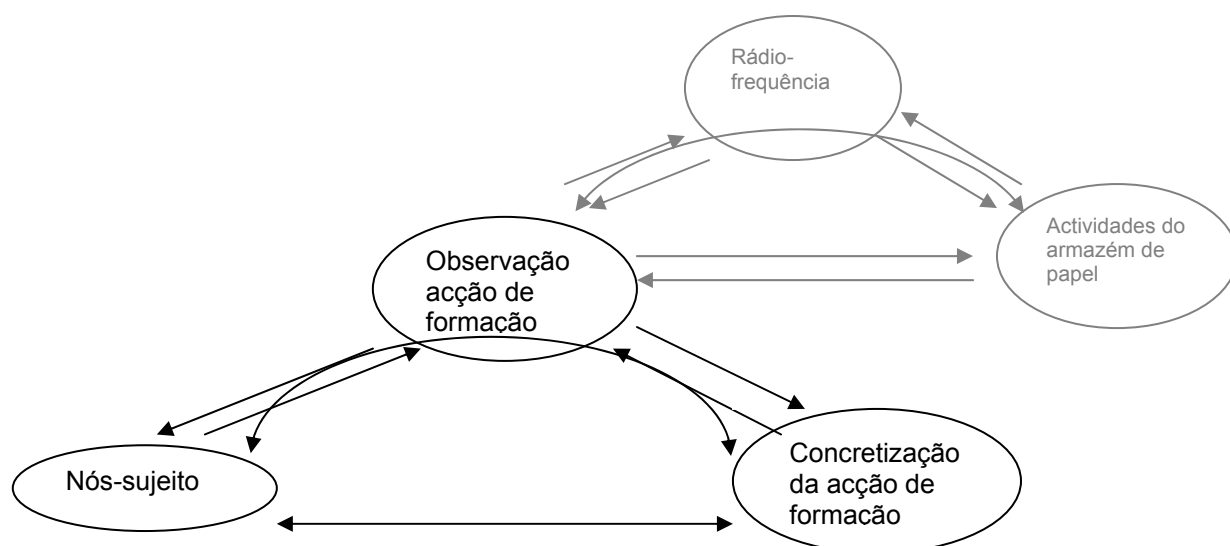 Rádio-
frequência
Actividades do
armazém de
papel
Observação
acção de
formação
Nós-sujeito
Concretização
da acção de
formação